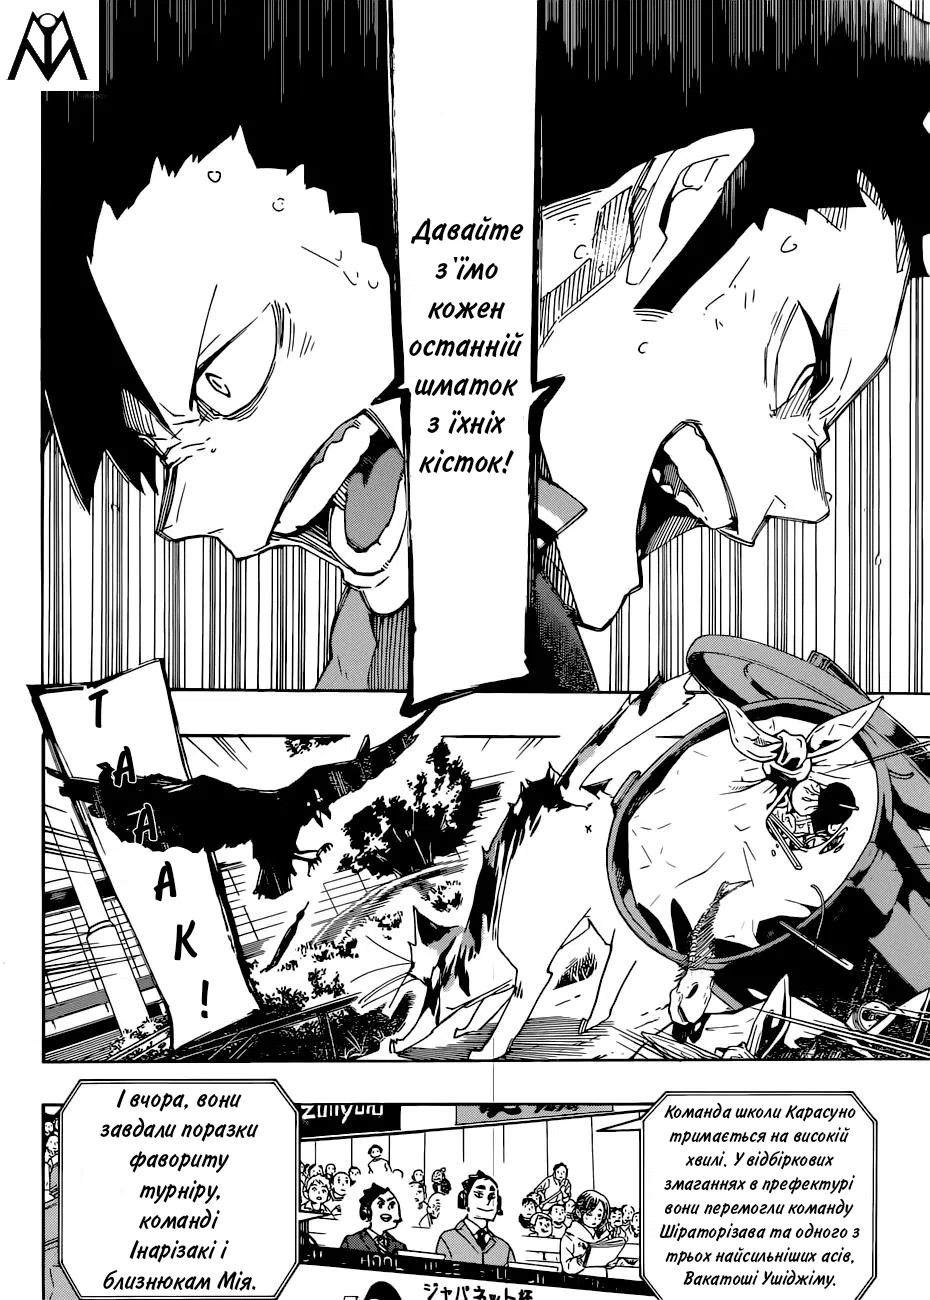 Давайте
з'їмо
кожен
останній
шматок
з їхніх
кісток!
ТАААК!
Команда школи Карасуно
тримається на високій
хвилі. У відбіркових
змаганнях в префектурі
вони перемогли команду
Шіраторізава та одного з
трьох найсильніших асів,
Вакатоші Ушіджіму.
І вчора, вони
завдали поразки
фавориту
турніру,
команді
Інарізакі і
близнюкам Мія.
ジャパネット杯